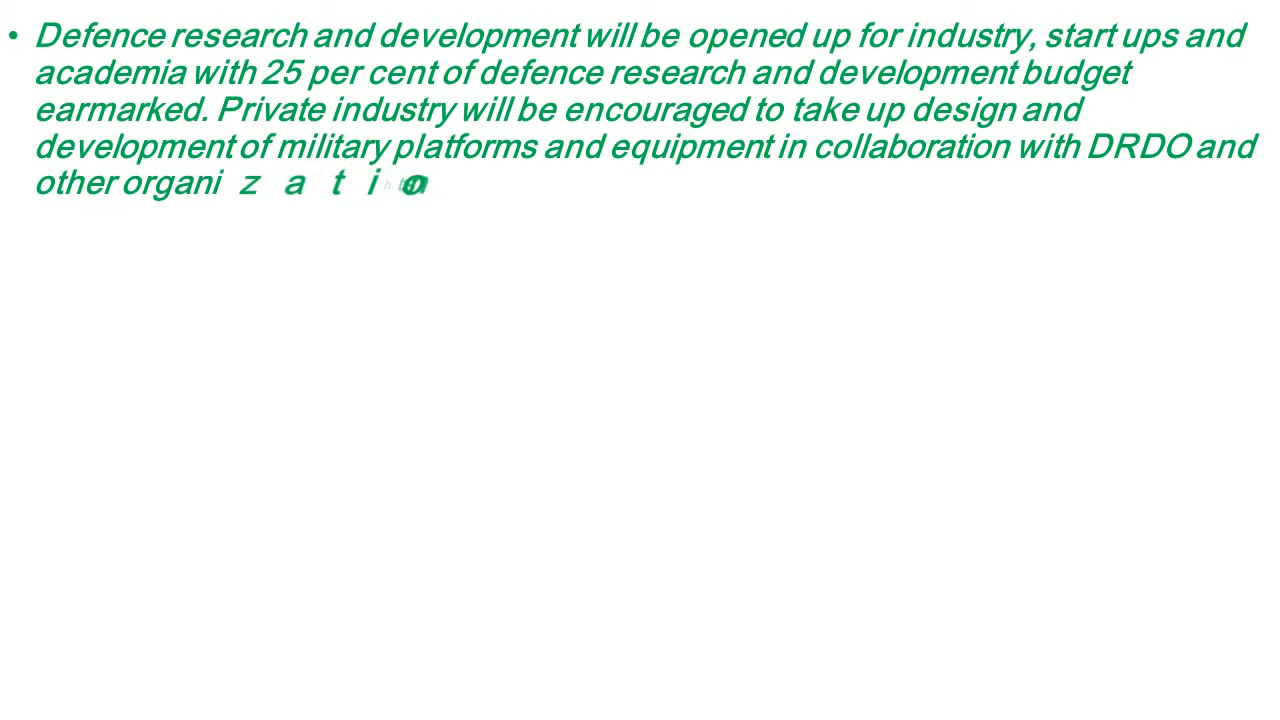 • Defence research and development will be opened up for industry, start ups and
academia with 25 per cent of defence research and development budget
earmarked. Private industry will be encouraged to take up design and
development of military platforms and equipment in collaboration with DRDO and
other organizatio